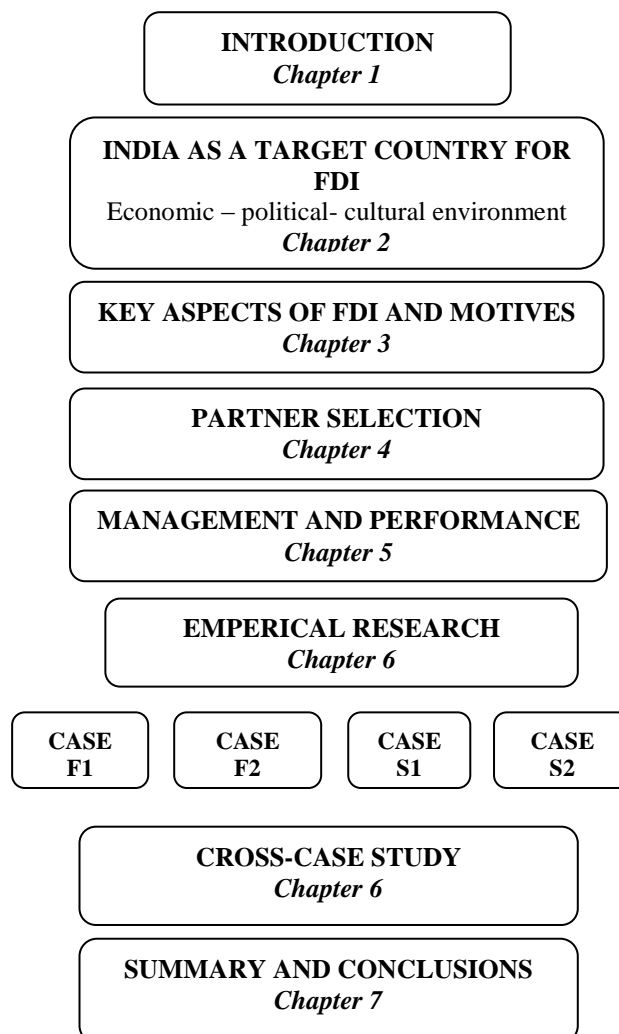 INTRODUCTION
Chapter 1
INDIA AS A TARGET COUNTRY FOR
FDI
Economic – political- cultural environment
Chapter 2
KEY ASPECTS OF FDI AND MOTIVES
Chapter 3
PARTNER SELECTION
Chapter 4
MANAGEMENT AND PERFORMANCE
Chapter 5
EMPERICAL RESEARCH
Chapter 6
CASE
F1
CASE
F2
CASE
S1
CASE
S2
CROSS-CASE STUDY
Chapter 6
SUMMARY AND CONCLUSIONS
Chapter 7